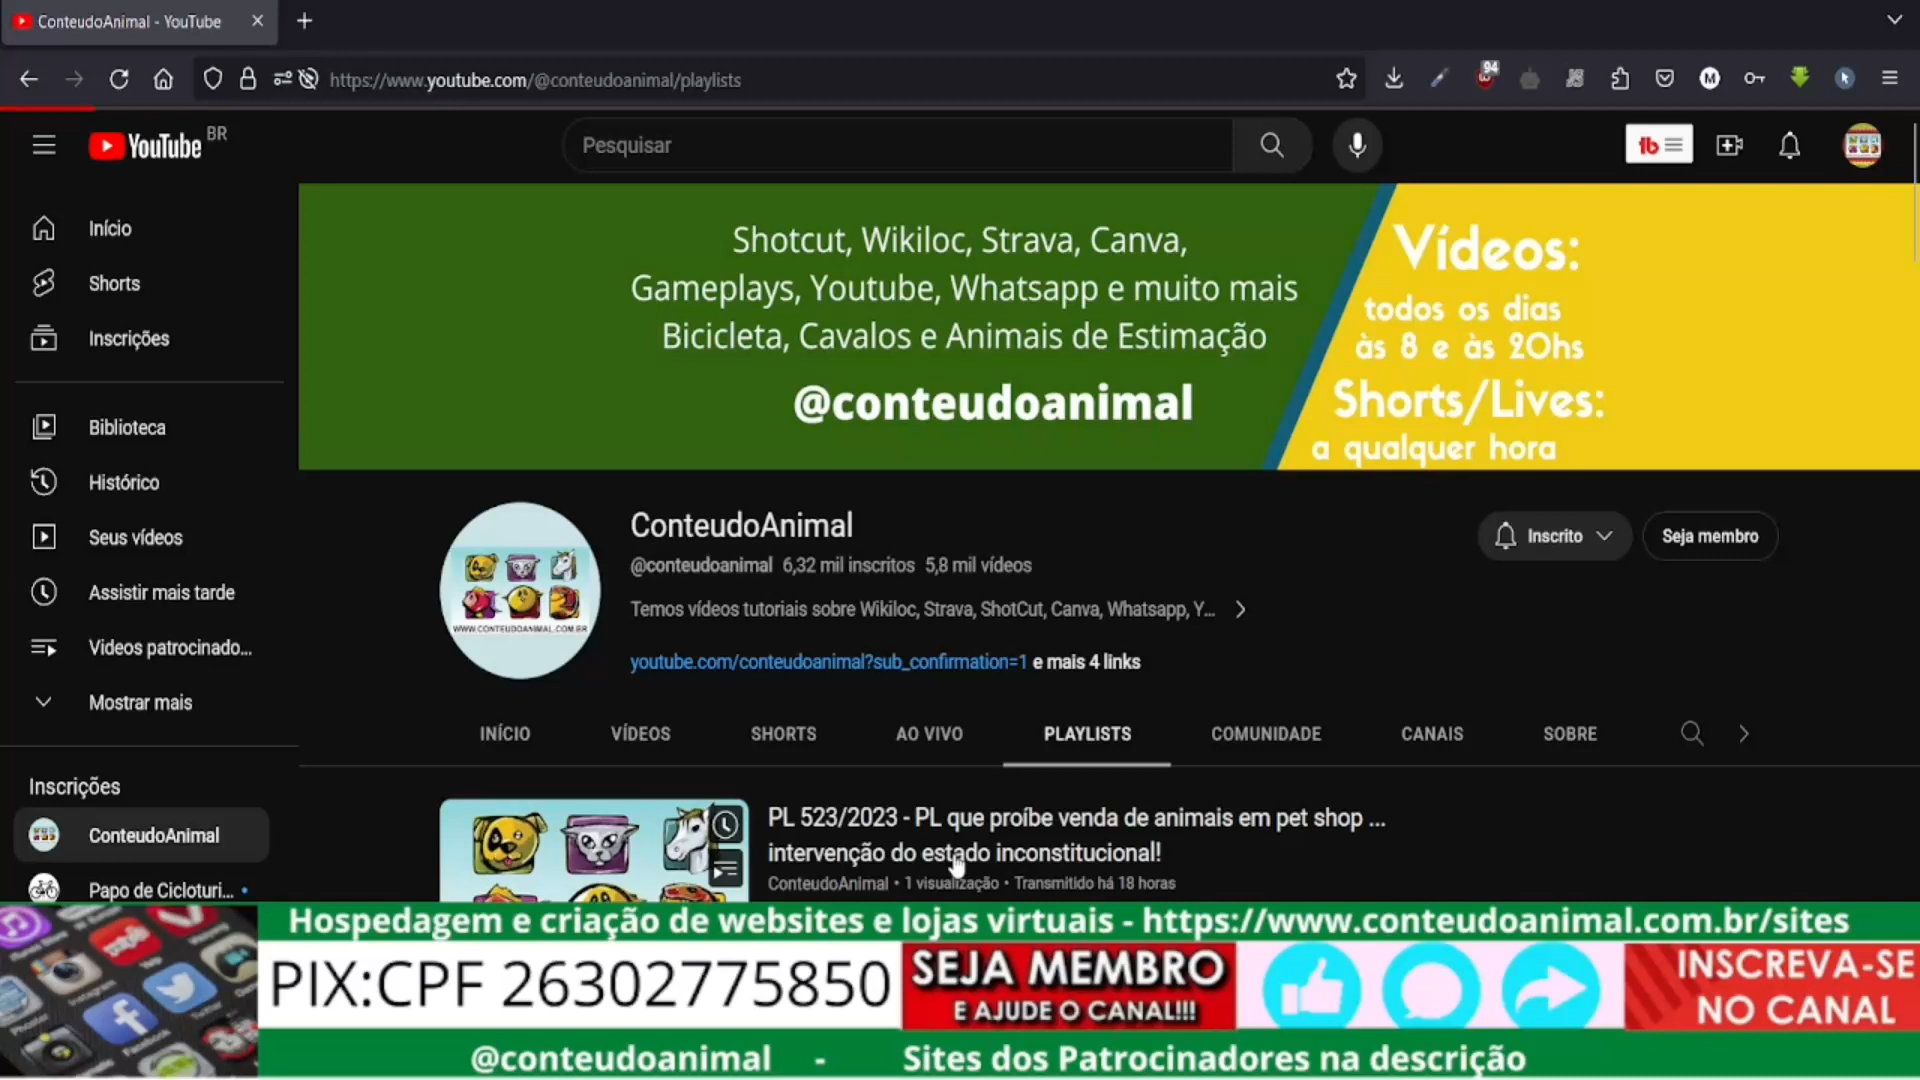 ConteudoAnimal - YouTube
https://www.youtube.com/@conteudoanimal/playlists
94
M
YouTube BR
Pesquisar
tb
Início
Shorts
Inscrições
Biblioteca
Histórico
Seus vídeos
Assistir mais tarde
Videos patrocinado...
Mostrar mais
Inscrições
ConteudoAnimal
Papo de Cicloturi...
Shotcut, Wikiloc, Strava, Canva,
Gameplays, Youtube, Whatsapp e muito mais
Bicicleta, Cavalos e Animais de Estimação
@conteudoanimal
Vídeos:
todos os dias
às 8 e às 20hs
Shorts/Lives:
a qualquer hora
WWW.CONTEUDOANIMAL.COM.BR
ConteudoAnimal
@conteudoanimal 6,32 mil inscritos 5,8 mil vídeos
Temos vídeos tutoriais sobre Wikiloc, Strava, ShotCut, Canva, Whatsapp, Y...
youtube.com/conteudoanimal?sub_confirmation=1 e mais 4 links
Inscrito
Seja membro
INÍCIO VÍDEOS SHORTS AO VIVO PLAYLISTS COMUNIDADE CANAIS SOBRE
PL 523/2023 - PL que proíbe venda de animais em pet shop ...
intervenção do estado inconstitucional!
ConteudoAnimal • 1 visualização • Transmitido há 18 horas
Hospedagem e criação de websites e lojas virtuais - https://www.conteudoanimal.com.br/sites
PIX:CPF 26302775850
SEJA MEMBRO
E AJUDE O CANAL!!!
INSCREVA-SE
NO CANAL
@conteudoanimal - Sites dos Patrocinadores na descrição